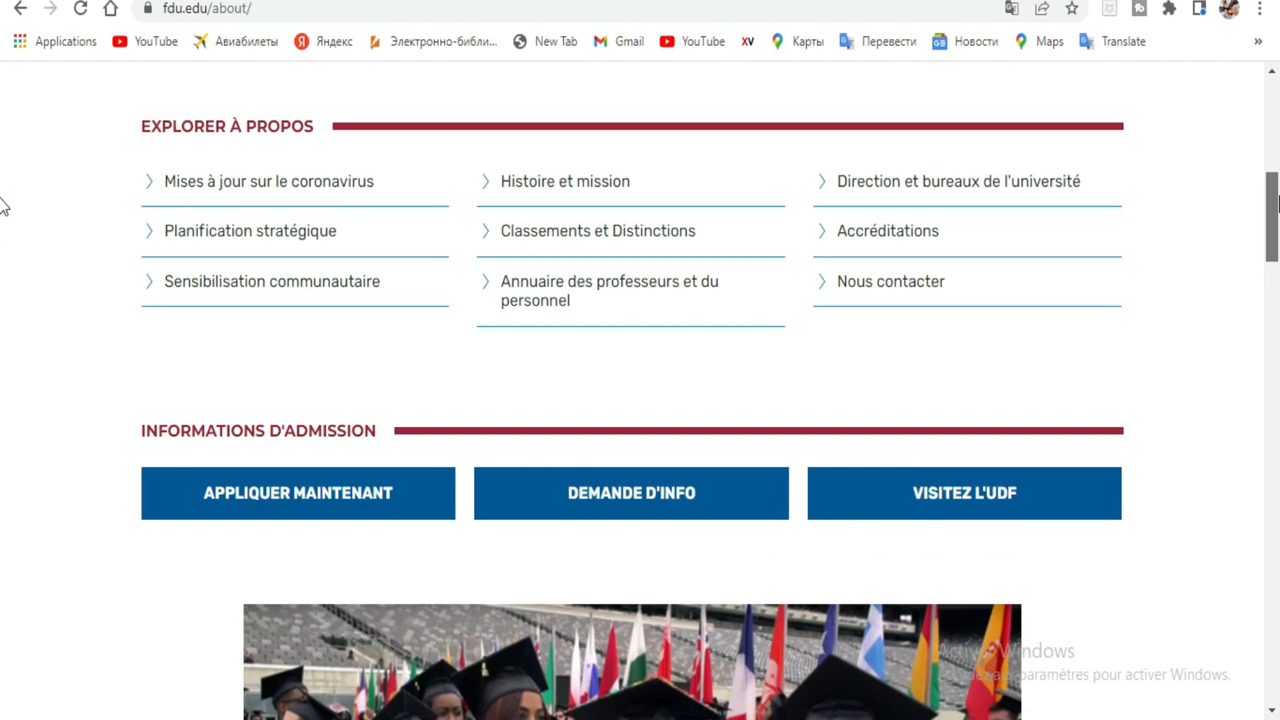 fdu.edu/about/
Applications YouTube Авиабилеты Яндекс Электронно-библи... New Tab Gmail YouTube XV Карты Перевести Новости Maps Translate »
EXPLORER À PROPOS
Mises à jour sur le coronavirus Histoire et mission Direction et bureaux de l'université
Planification stratégique Classements et Distinctions Accréditations
Sensibilisation communautaire Annuaire des professeurs et du Nous contacter
personnel
INFORMATIONS D'ADMISSION
APPLIQUER MAINTENANT DEMANDE D'INFO VISITEZ L'UDF
Windows
paramètres pour activer Windows.